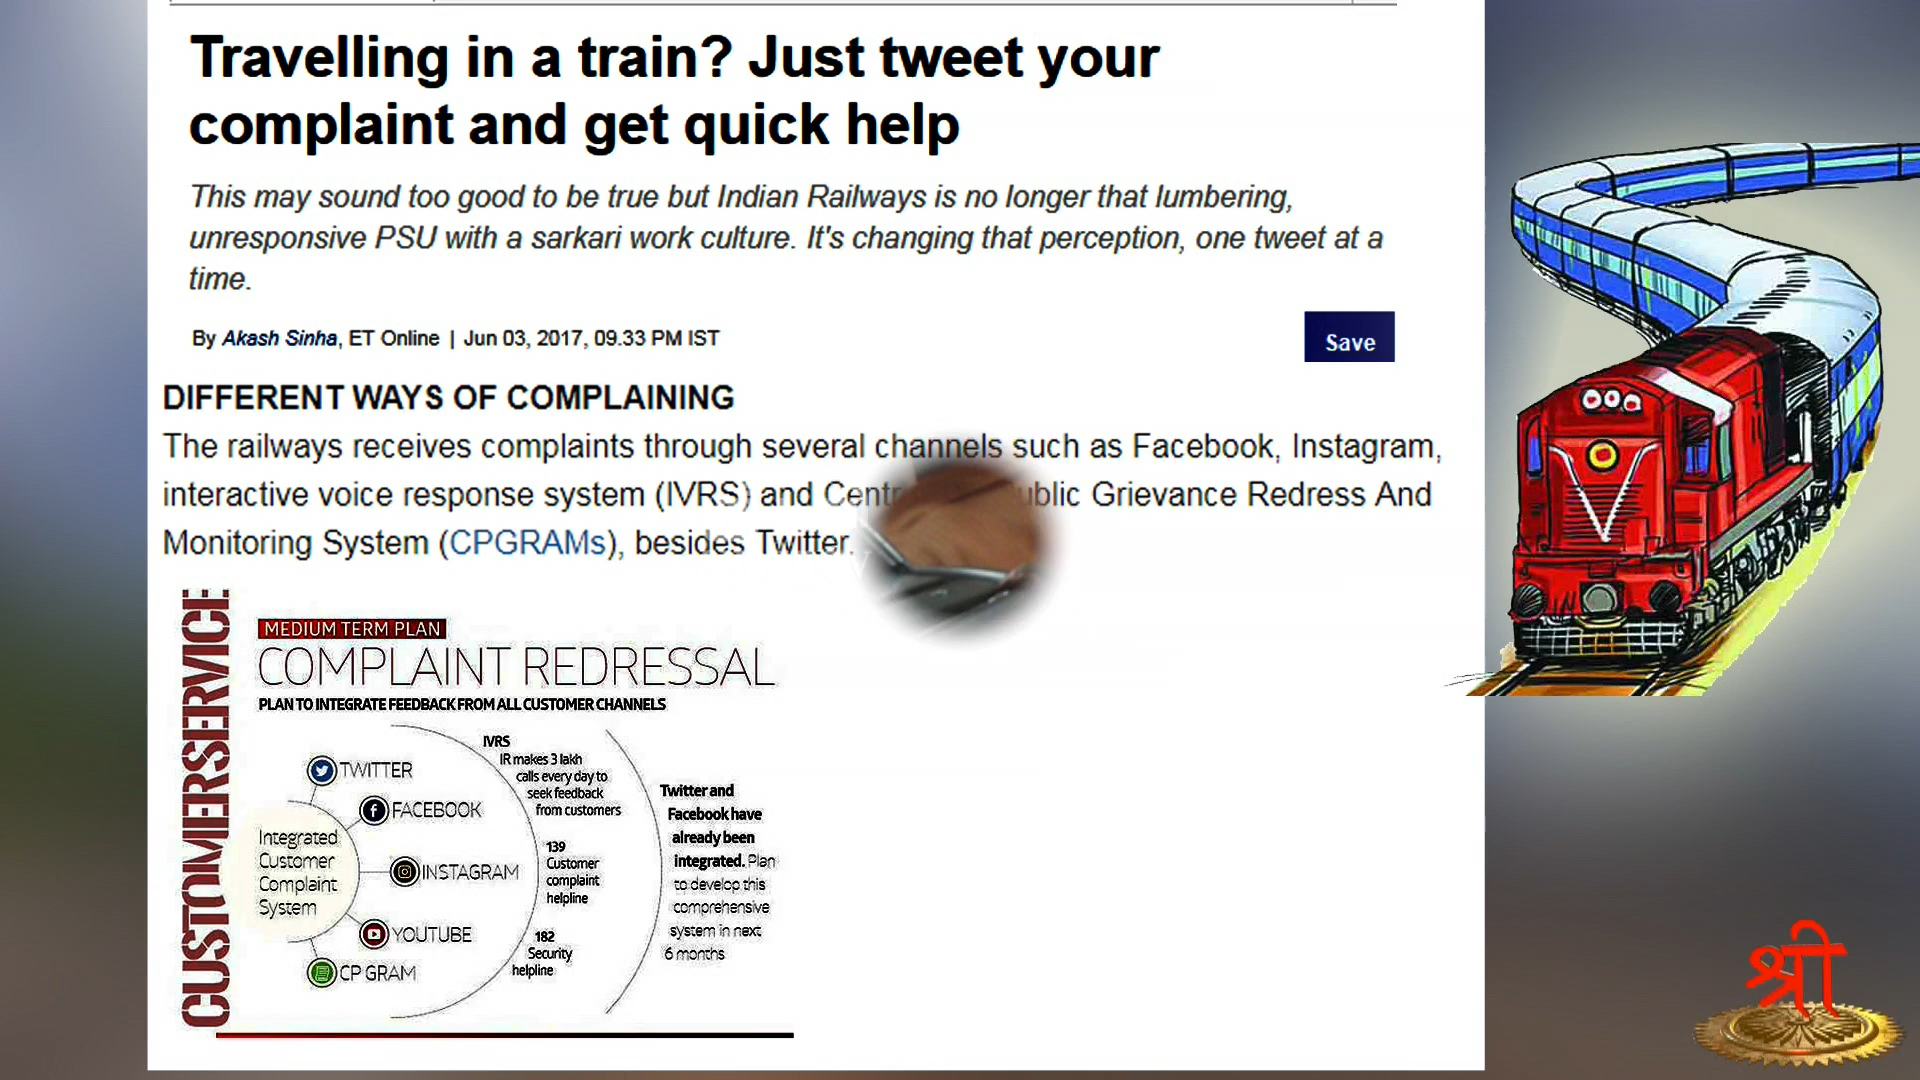 Travelling in a train? Just tweet your
complaint and get quick help
This may sound too good to be true but Indian Railways is no longer that lumbering,
unresponsive PSU with a sarkari work culture. It's changing that perception, one tweet at a
time.
By Akash Sinha, ET Online | Jun 03, 2017, 09.33 PM IST
Save
DIFFERENT WAYS OF COMPLAINING
The railways receives complaints through several channels such as Facebook, Instagram,
interactive voice response system (IVRS) and Grievance Redress And
Monitoring System (CPGRAMs), besides Twitter.
CUSTOMERSERVICE
MEDIUM TERM PLAN
COMPLAINT REDRESSAL
PLAN TO INTEGRATE FEEDBACK FROM ALL CUSTOMER CHANNELS
Integrated
Customer
Complaint
System
TWITTER
FACEBOOK
INSTAGRAM
YOUTUBE
CP GRAM
IVRS
IR makes 3 lakh
calls every day to
seek feedback
from customers
139
Customer
complaint
helpline
182
Security
helpline
Twitter and
Facebook have
already been
integrated. Plan
to develop this
comprehensive
system in next
6 months
श्री